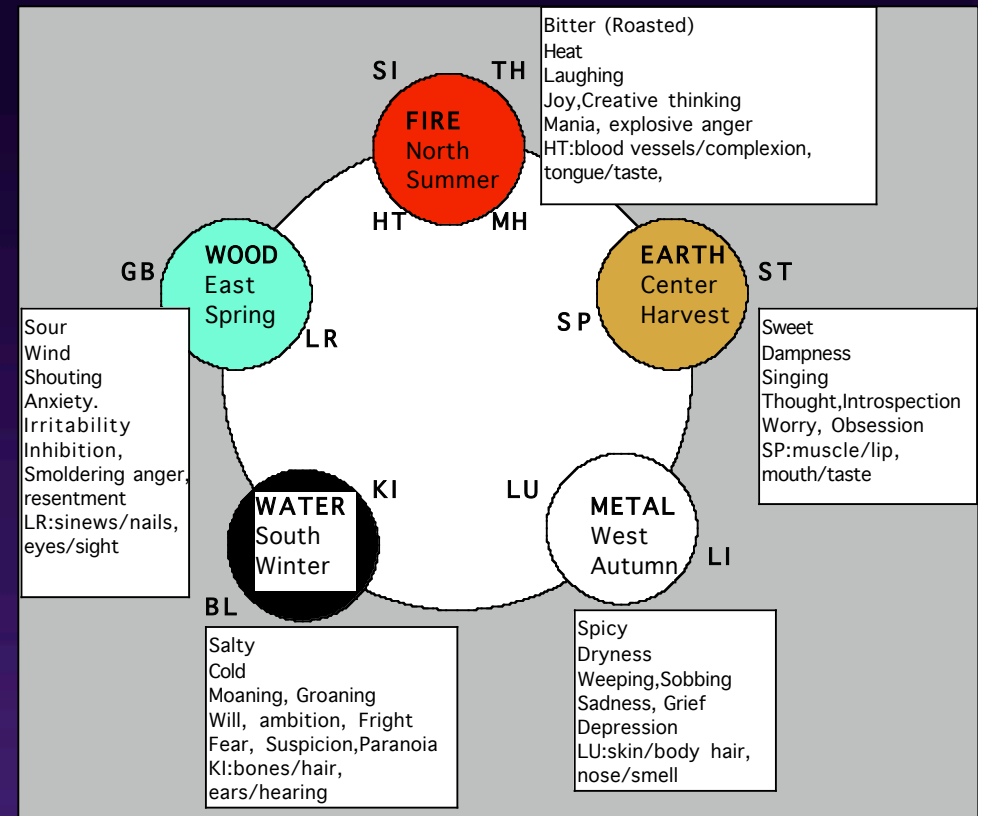 SI
TH
FIRE
North
Summer
HT
MH
Bitter (Roasted)
Heat
Laughing
Joy,Creative thinking
Mania, explosive anger
HT:blood vessels/complexion,
tongue/taste,
GB
WOOD
East
Spring
LR
Sour
Wind
Shouting
Anxiety.
Irritability
Inhibition,
Smoldering anger,
resentment
LR:sinews/nails,
eyes/sight
EARTH
Center
Harvest
ST
SP
Sweet
Dampness
Singing
Thought,Introspection
Worry, Obsession
SP:muscle/lip,
mouth/taste
WATER
South
Winter
KI
BL
Salty
Cold
Moaning, Groaning
Will, ambition, Fright
Fear, Suspicion,Paranoia
KI:bones/hair,
ears/hearing
LU
METAL
West
Autumn
LI
Spicy
Dryness
Weeping,Sobbing
Sadness, Grief
Depression
LU:skin/body hair,
nose/smell